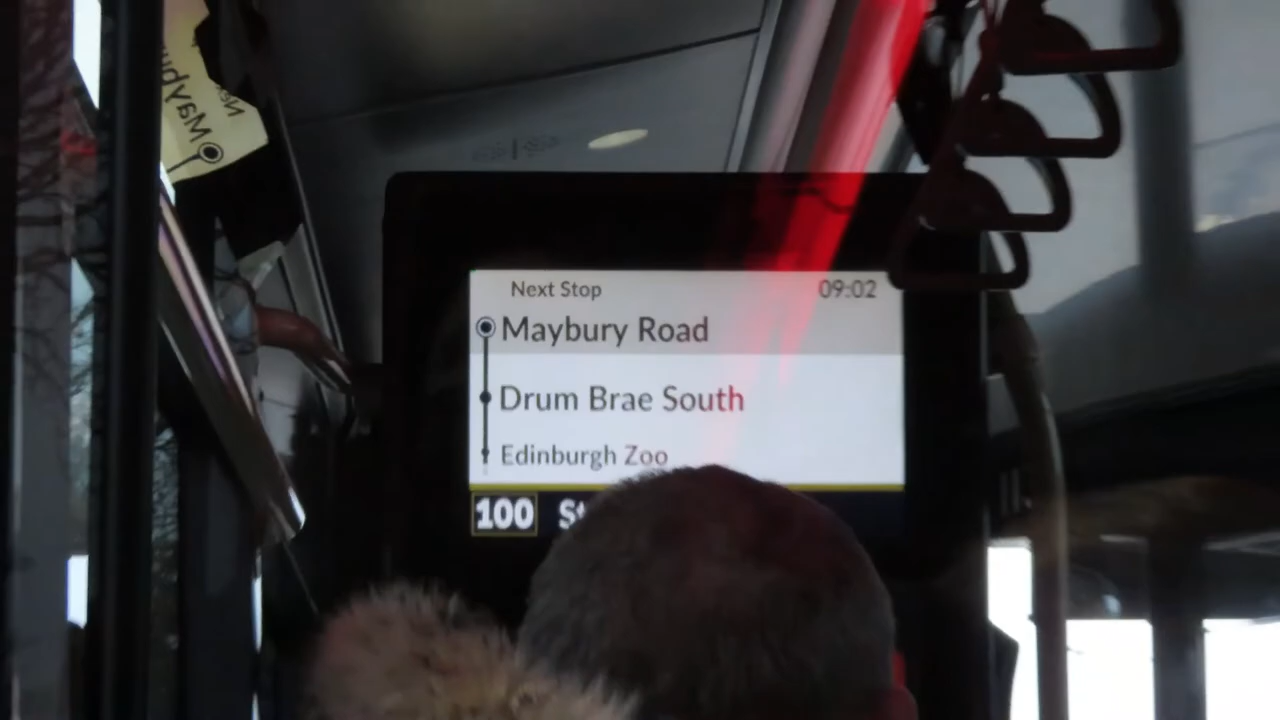 Next Stop 09:02
Maybury Road
Drum Brae South
Edinburgh Zoo
100